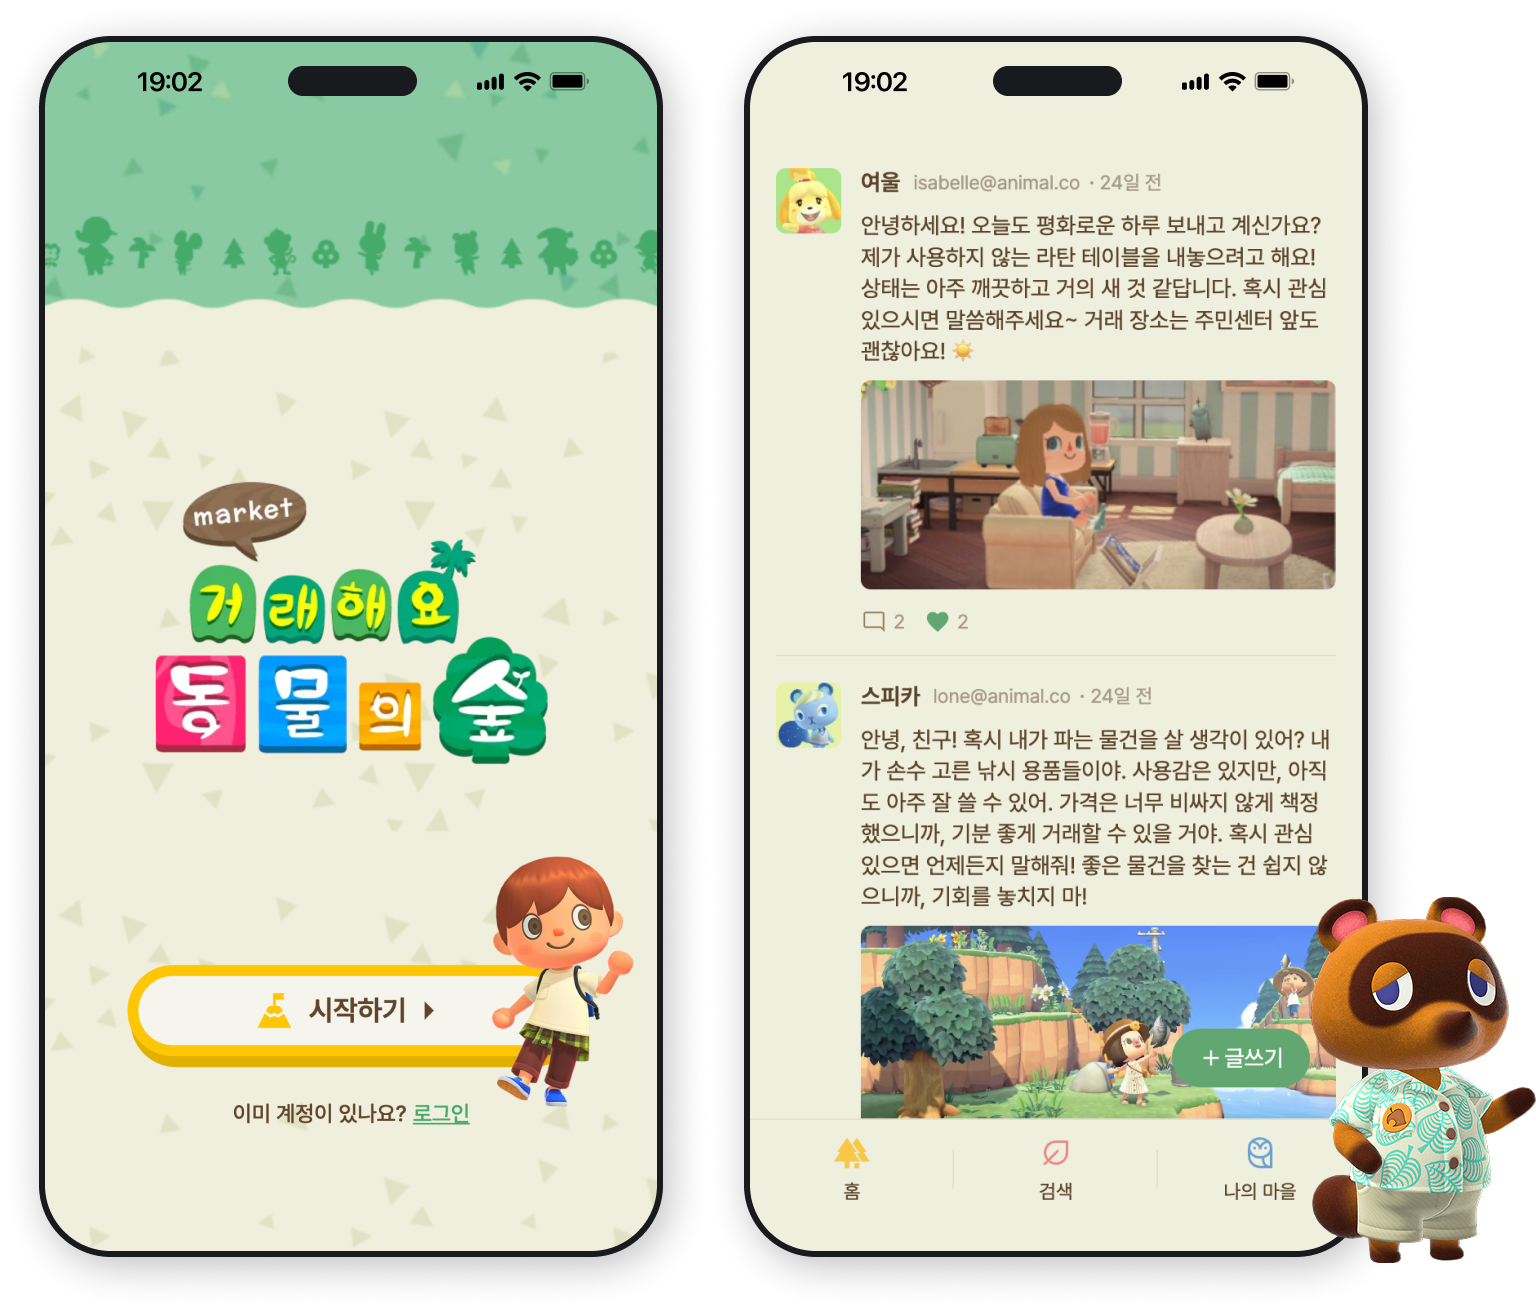 19:02
market
거래해요
동물의 숲
시작하기
이미 계정이 있나요? 로그인
19:02
여울 isabelle@animal.co · 24일 전
안녕하세요! 오늘도 평화로운 하루 보내고 계신가요?
제가 사용하지 않는 라탄 테이블을 내놓으려고 해요!
상태는 아주 깨끗하고 거의 새 것 같답니다. 혹시 관심
있으시면 말씀해주세요~ 거래 장소는 주민센터 앞도
괜찮아요! ☀️
2 2
스피카 lone@animal.co · 24일 전
안녕, 친구! 혹시 내가 파는 물건을 살 생각이 있어? 내
가 손수 고른 낚시 용품들이야. 사용감은 있지만, 아직
도 아주 잘 쓸 수 있어. 가격은 너무 비싸지 않게 책정
했으니까, 기분 좋게 거래할 수 있을 거야. 혹시 관심
있으면 언제든지 말해줘! 좋은 물건을 찾는 건 쉽지 않
으니까, 기회를 놓치지 마!
+ 글쓰기
홈 검색 나의 마을